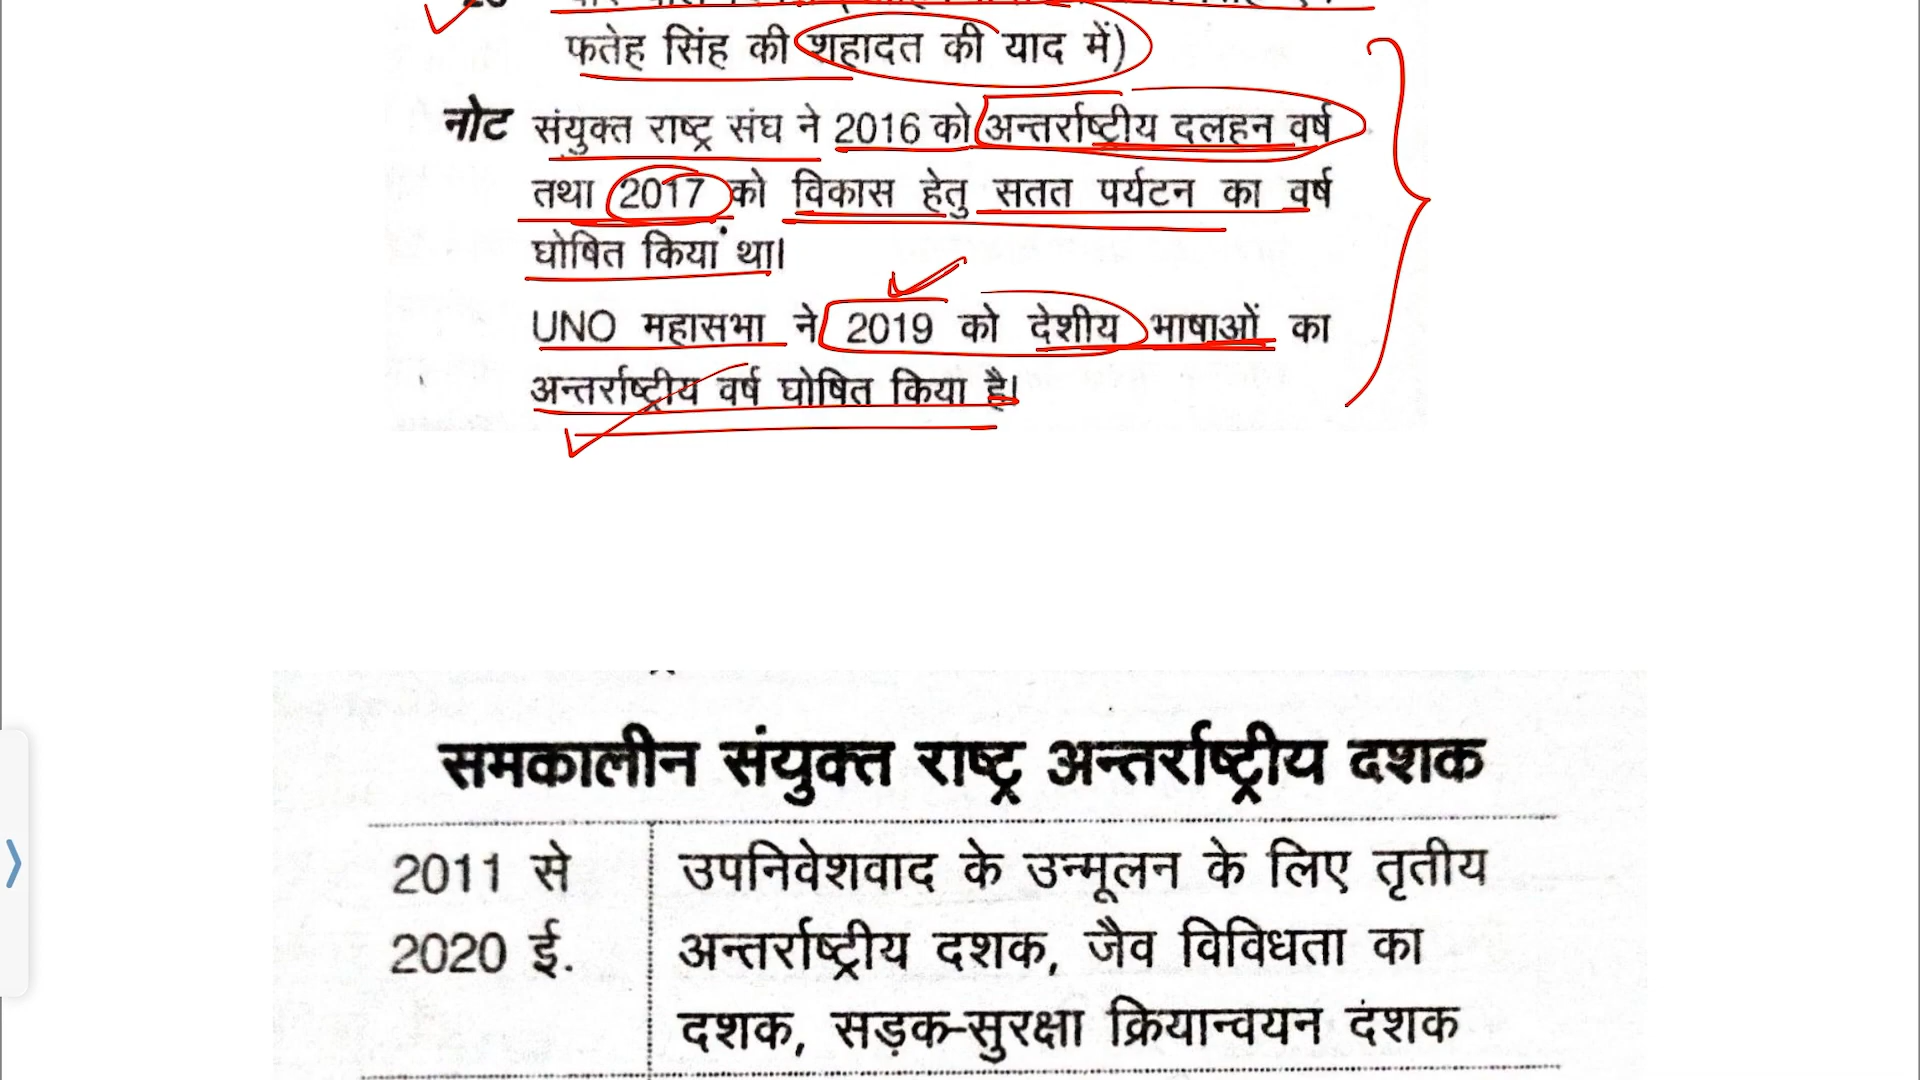 फतेह सिंह की शहादत की याद में)
नोट संयुक्त राष्ट्र संघ ने 2016 को अन्तर्राष्ट्रीय दलहन वर्ष
तथा 2017 को विकास हेतु सतत पर्यटन का वर्ष
घोषित किया था।
UNO महासभा ने 2019 को देशीय भाषाओं का
अन्तर्राष्ट्रीय वर्ष घोषित किया है।
समकालीन संयुक्त राष्ट्र अन्तर्राष्ट्रीय दशक
2011 से उपनिवेशवाद के उन्मूलन के लिए तृतीय
2020 ई. अन्तर्राष्ट्रीय दशक, जैव विविधता का
दशक, सड़क-सुरक्षा क्रियान्वयन दशक